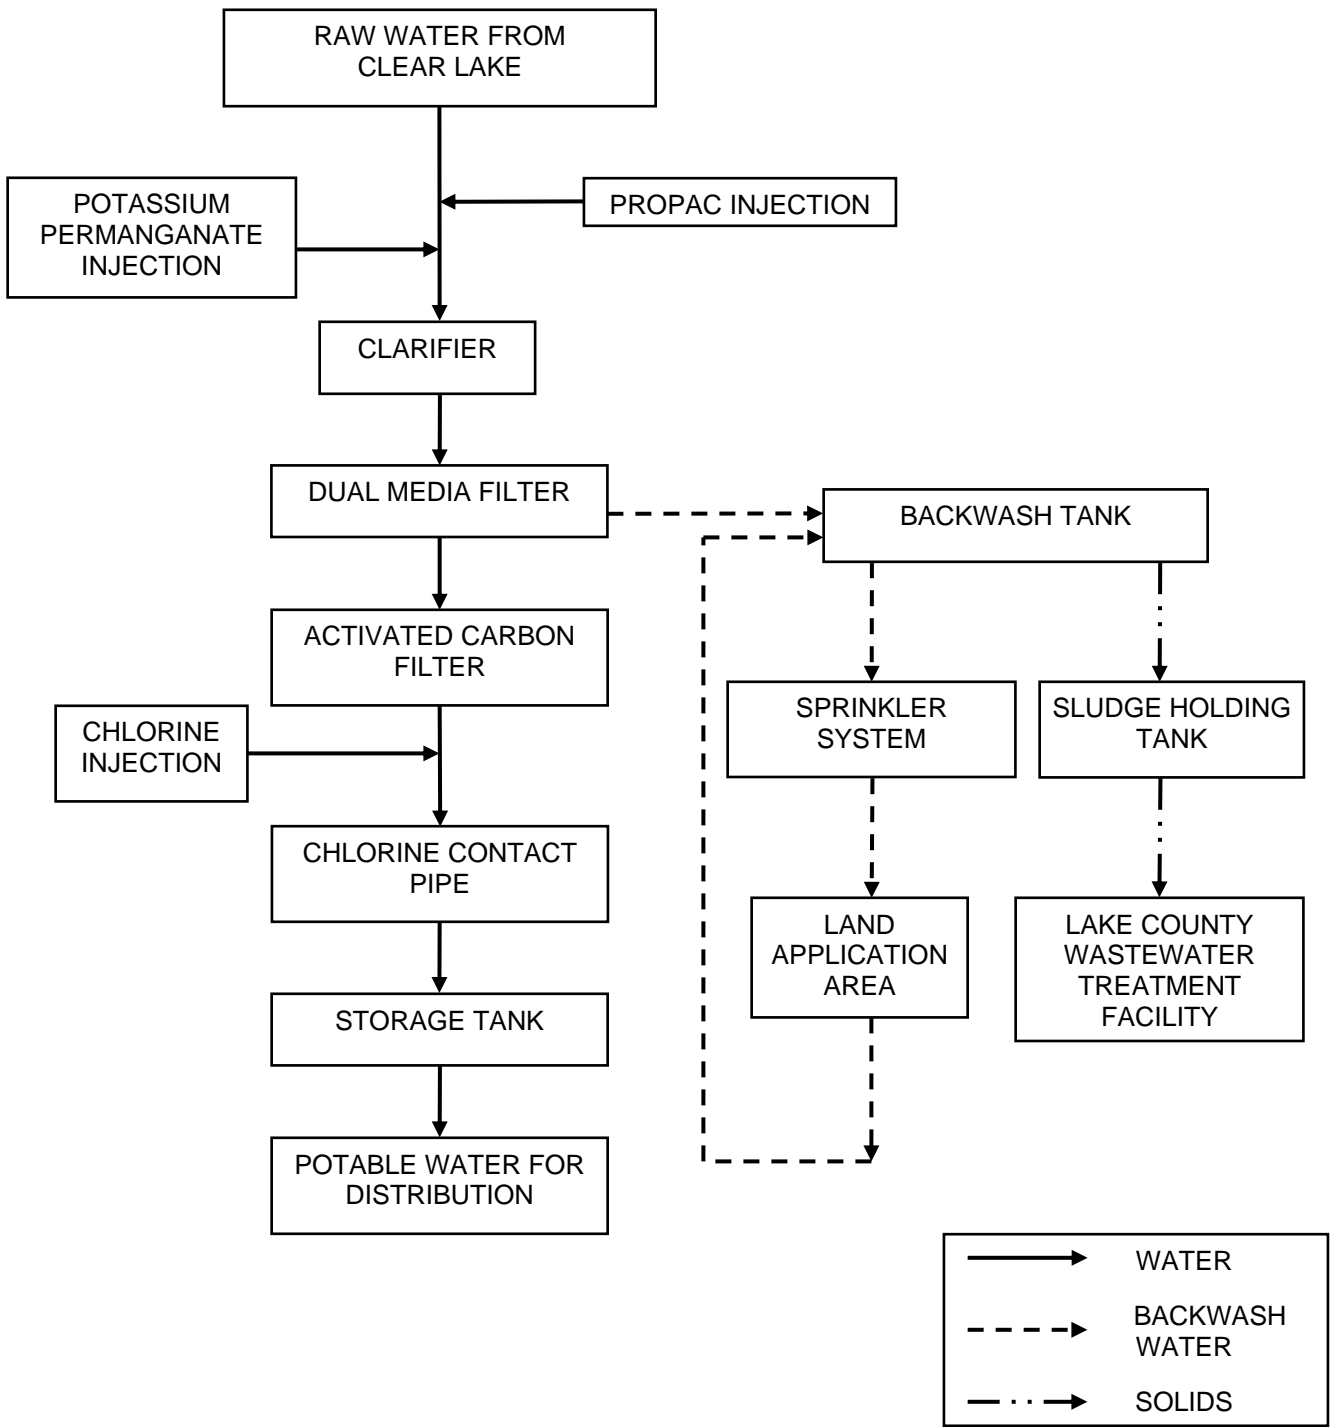 RAW WATER FROM
CLEAR LAKE
POTASSIUM
PERMANGANATE
INJECTION
PROPAC INJECTION
CLARIFIER
DUAL MEDIA FILTER
BACKWASH TANK
ACTIVATED CARBON
FILTER
SPRINKLER
SYSTEM
SLUDGE HOLDING
TANK
CHLORINE
INJECTION
CHLORINE CONTACT
PIPE
LAND
APPLICATION
AREA
LAKE COUNTY
WASTEWATER
TREATMENT
FACILITY
STORAGE TANK
POTABLE WATER FOR
DISTRIBUTION
WATER
BACKWASH
WATER
SOLIDS